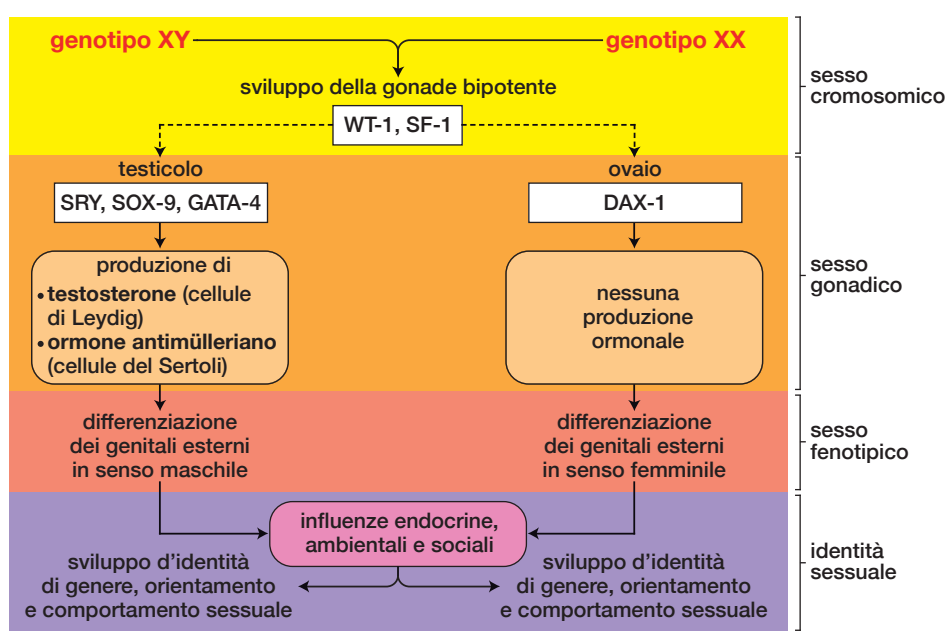 genotipo XY
genotipo XX
sviluppo della gonade bipotente
WT-1, SF-1
sesso
cromosomico
testicolo
SRY, SOX-9, GATA-4
ovaio
DAX-1
produzione di
• testosterone (cellule
di Leydig)
• ormone antimülleriano
(cellule del Sertoli)
nessuna
produzione
ormonale
sesso
gonadico
differenziazione
dei genitali esterni
in senso maschile
differenziazione
dei genitali esterni
in senso femminile
sesso
fenotipico
influenze endocrine,
ambientali e sociali
sviluppo d'identità
di genere, orientamento
e comportamento sessuale
sviluppo d'identità
di genere, orientamento
e comportamento sessuale
identità
sessuale